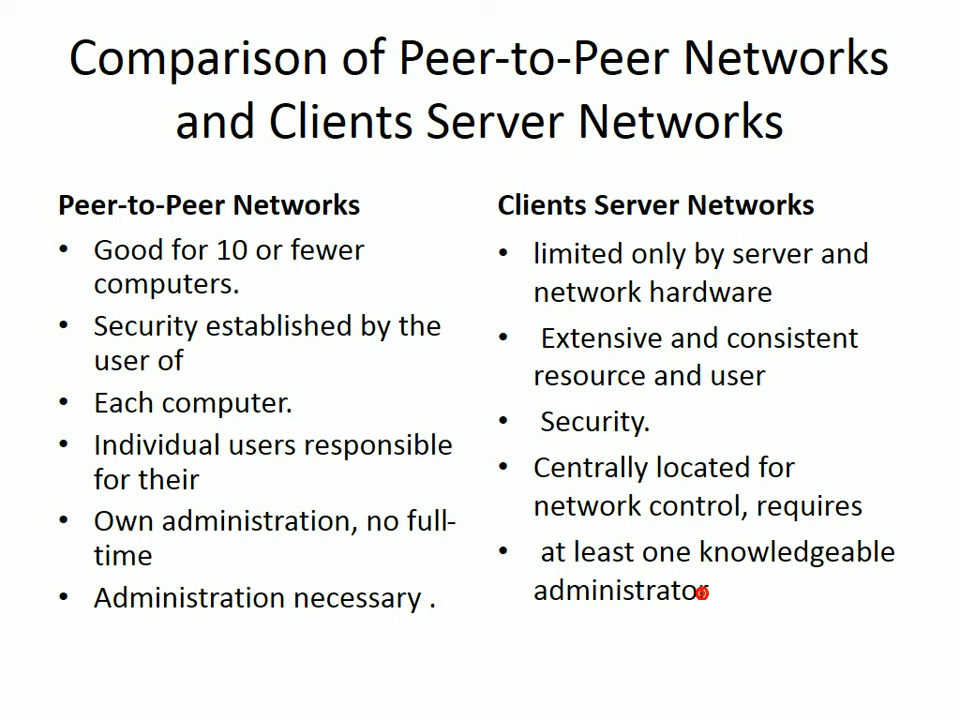 Comparison of Peer-to-Peer Networks
and Clients Server Networks
Peer-to-Peer Networks
• Good for 10 or fewer
computers.
• Security established by the
user of
• Each computer.
• Individual users responsible
for their
• Own administration, no full-
time
• Administration necessary .
Clients Server Networks
• limited only by server and
network hardware
• Extensive and consistent
resource and user
• Security.
• Centrally located for
network control, requires
• at least one knowledgeable
administrator